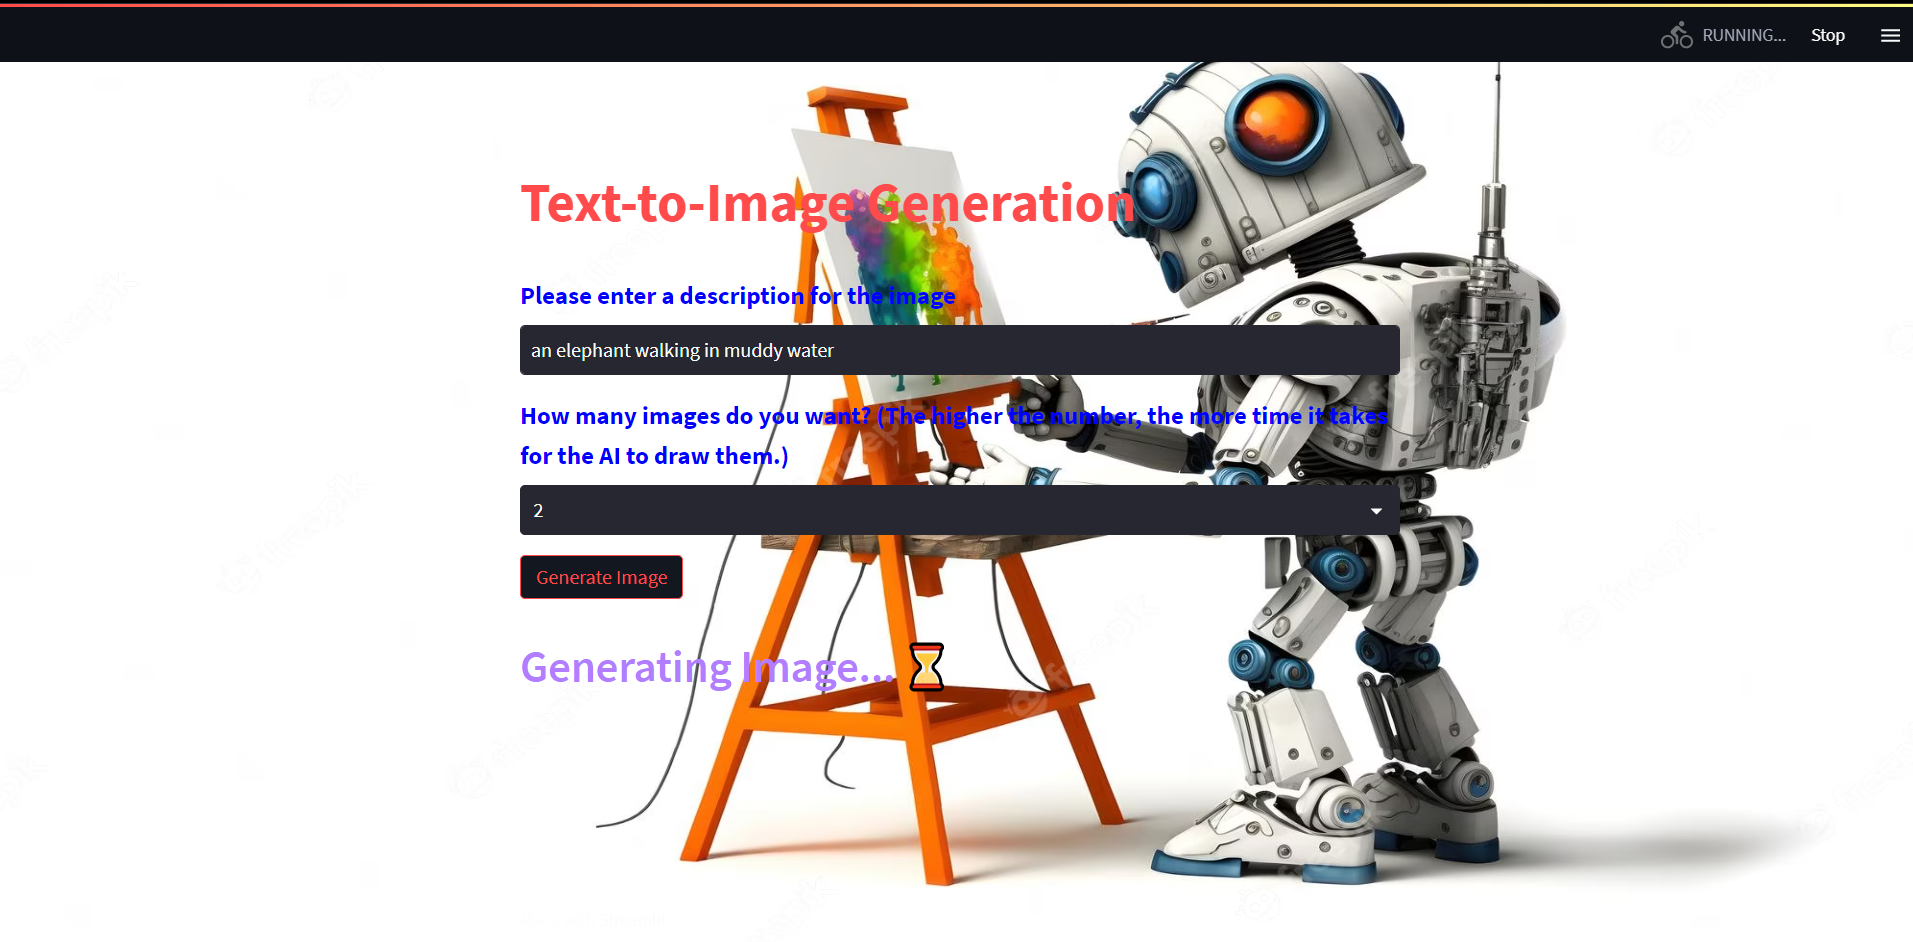 RUNNING... Stop
Text-to-Image Generation
Please enter a description for the image
an elephant walking in muddy water
How many images do you want? (The higher the number, the more time it takes
for the AI to draw them.)
2
Generate Image
Generating Image...
freepik
freepik